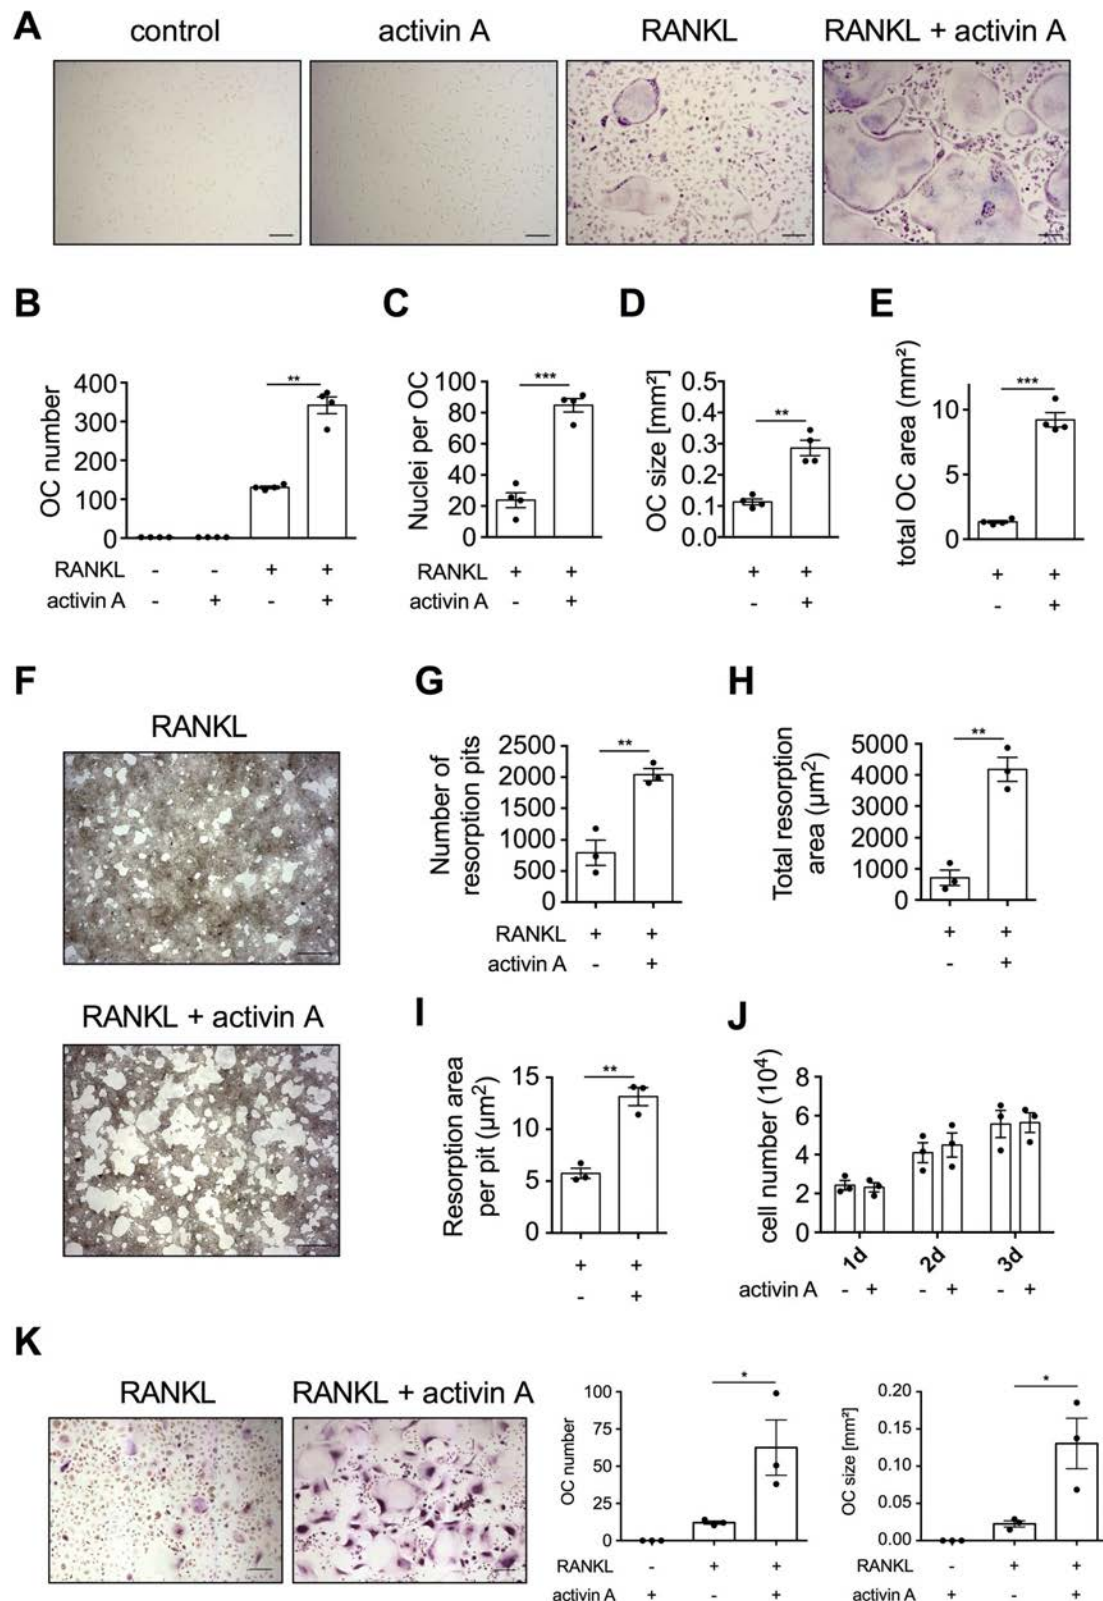 A
control activin A RANKL RANKL + activin A
B
OC number
400
300
200
100
0
**
RANKL - - + +
activin A - + - +
C
Nuclei per OC
100
80
60
40
20
0
***
RANKL + +
activin A - +
D
OC size [mm²]
0.5
0.4
0.3
0.2
0.1
0.0
**
+ +
- +
E
total OC area (mm²)
10
5
0
***
+ +
- +
F
RANKL
RANKL + activin A
G
Number of
resorption pits
2500
2000
1500
1000
500
0
**
RANKL + +
activin A - +
H
Total resorption
area (µm²)
5000
4000
3000
2000
1000
0
**
+ +
- +
I
Resorption area
per pit (µm²)
15
10
5
0
**
+ +
- +
J
cell number (10⁴)
8
6
4
2
0
1d 2d 3d
activin A - + - + - +
K
RANKL RANKL + activin A
OC number
100
75
50
25
0
*
RANKL - + +
activin A + - +
OC size [mm²]
0.20
0.15
0.10
0.05
0.00
*
RANKL - + +
activin A + - +